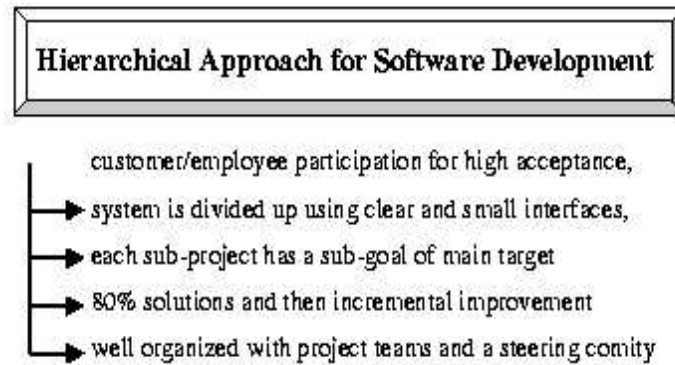 Hierarchical Approach for Software Development
customer/employee participation for high acceptance,
system is divided up using clear and small interfaces,
each sub-project has a sub-goal of main target
80% solutions and then incremental improvement
well organized with project teams and a steering comity